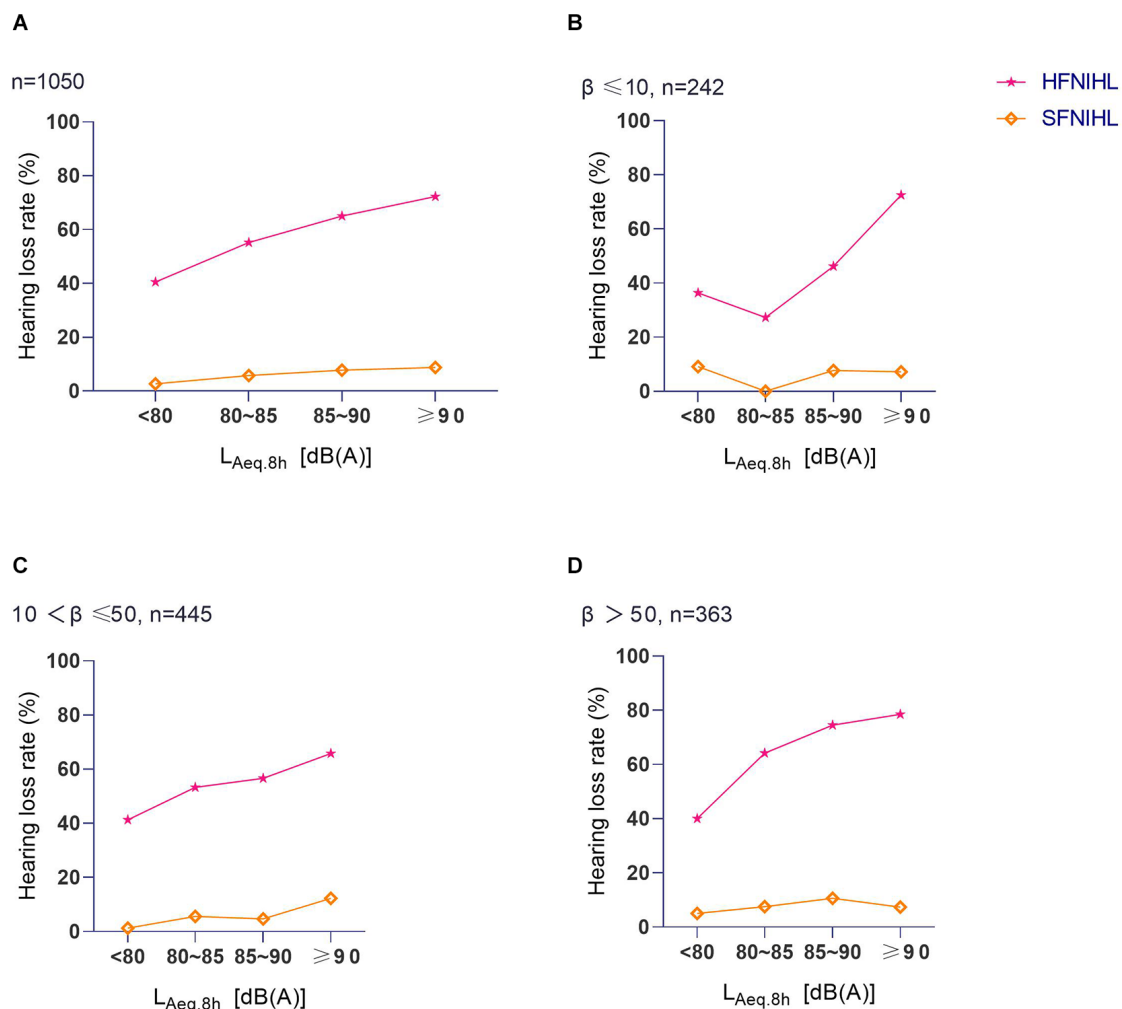 A
n=1050
100
80
60
40
20
0
Hearing loss rate (%)
<80 80~85 85~90 ≥90
LAeq.8h [dB(A)]
B
β ≤10, n=242
100
80
60
40
20
0
Hearing loss rate (%)
<80 80~85 85~90 ≥90
LAeq.8h [dB(A)]
HFNIHL
SFNIHL
C
10 <β ≤50, n=445
100
80
60
40
20
0
Hearing loss rate (%)
<80 80~85 85~90 ≥90
LAeq.8h [dB(A)]
D
β > 50, n=363
100
80
60
40
20
0
Hearing loss rate (%)
<80 80~85 85~90 ≥90
LAeq.8h [dB(A)]